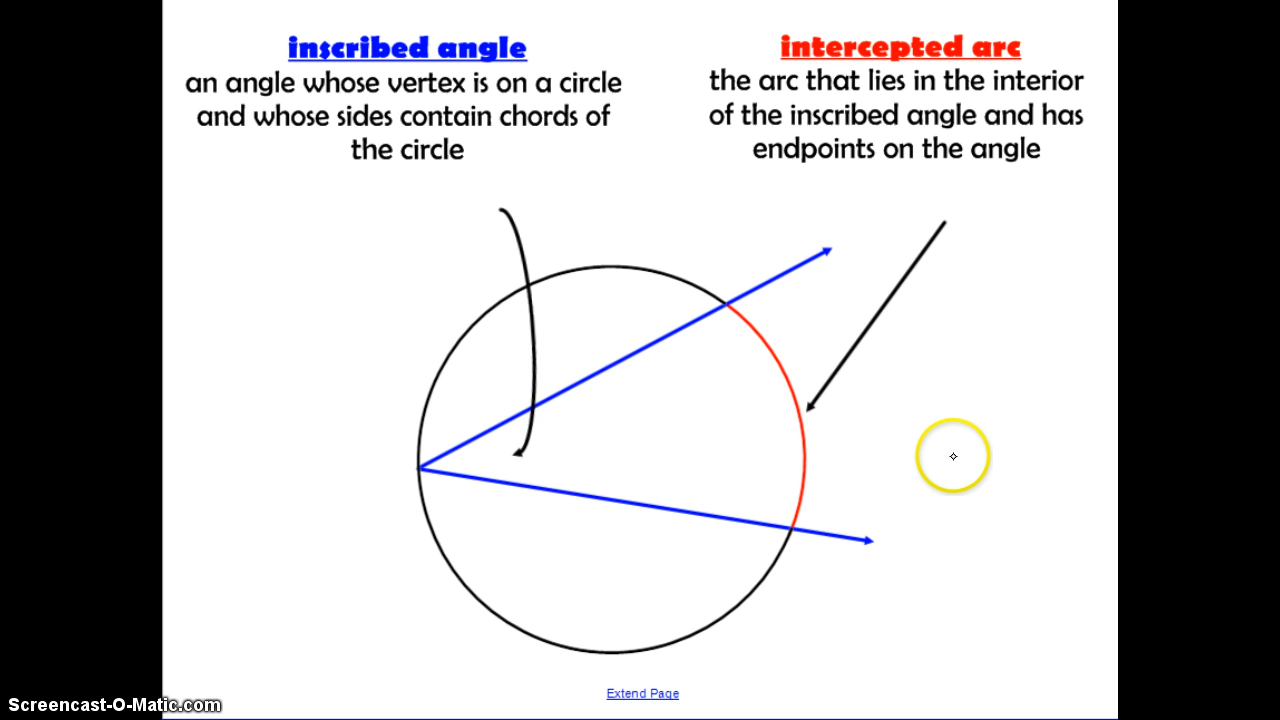 inscribed angle
an angle whose vertex is on a circle
and whose sides contain chords of
the circle
intercepted arc
the arc that lies in the interior
of the inscribed angle and has
endpoints on the angle
Extend Page
Screencast-O-Matic.com